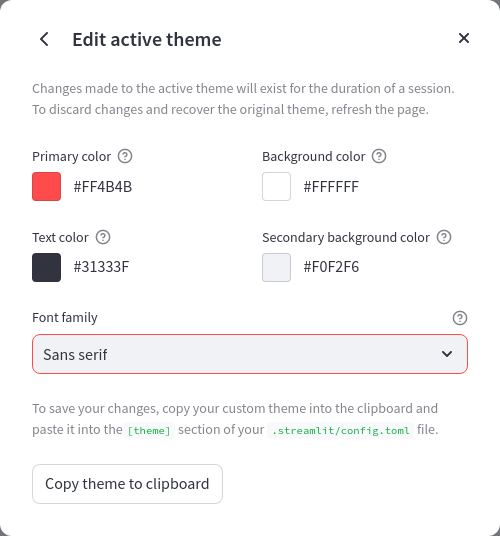 Edit active theme
Changes made to the active theme will exist for the duration of a session.
To discard changes and recover the original theme, refresh the page.
Primary color
Background color
#FF4B4B
#FFFFFF
Text color
Secondary background color
#31333F
#F0F2F6
Font family
Sans serif
To save your changes, copy your custom theme into the clipboard and
paste it into the [theme] section of your .streamlit/config.toml file.
Copy theme to clipboard